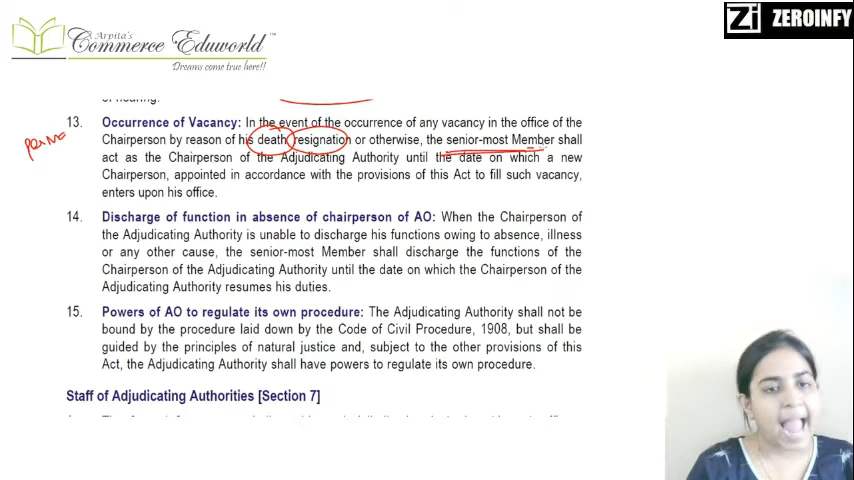 Zi ZEROINFY
Arpita's
Commerce Eduworld™
Dreams come true here!!
of hearing.
13. Occurrence of Vacancy: In the event of the occurrence of any vacancy in the office of the
Chairperson by reason of his death resignation or otherwise, the senior-most Member shall
act as the Chairperson of the Adjudicating Authority until the date on which a new
Chairperson, appointed in accordance with the provisions of this Act to fill such vacancy,
enters upon his office.
14. Discharge of function in absence of chairperson of AO: When the Chairperson of
the Adjudicating Authority is unable to discharge his functions owing to absence, illness
or any other cause, the senior-most Member shall discharge the functions of the
Chairperson of the Adjudicating Authority until the date on which the Chairperson of the
Adjudicating Authority resumes his duties.
15. Powers of AO to regulate its own procedure: The Adjudicating Authority shall not be
bound by the procedure laid down by the Code of Civil Procedure, 1908, but shall be
guided by the principles of natural justice and, subject to the other provisions of this
Act, the Adjudicating Authority shall have powers to regulate its own procedure.
Staff of Adjudicating Authorities [Section 7]